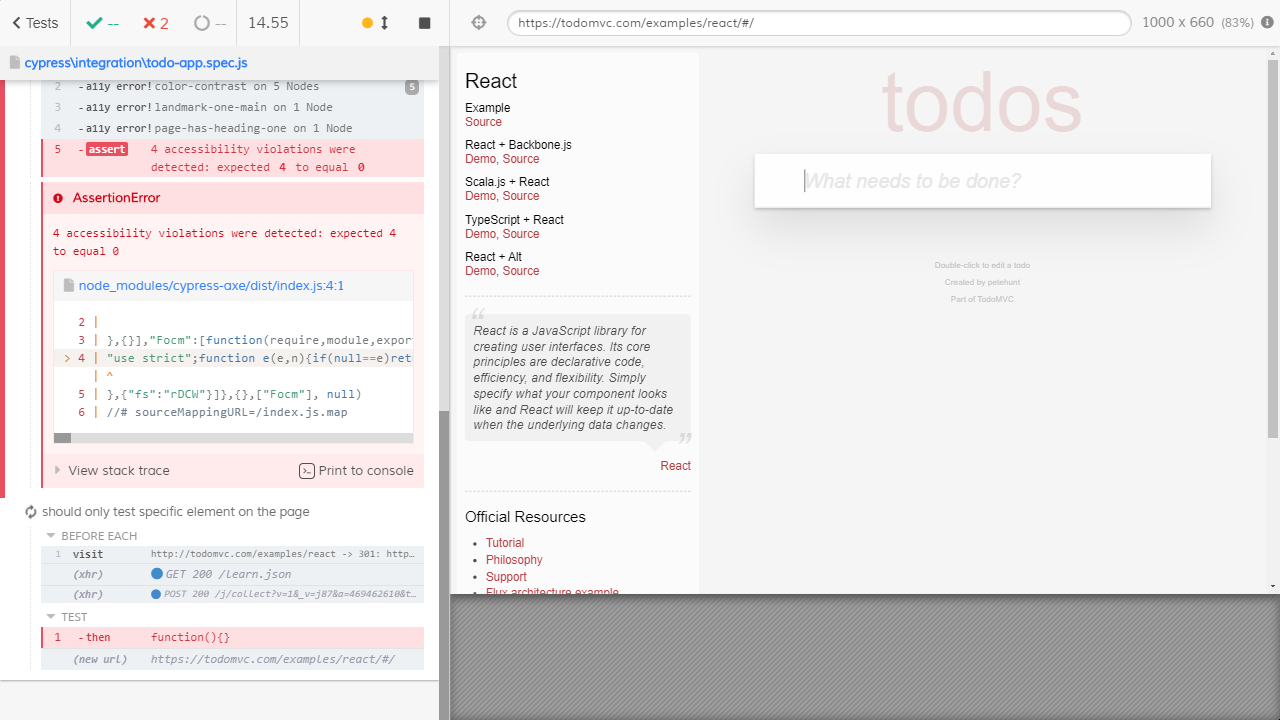 Tests
--
2
--
14.55
https://todomvc.com/examples/react/#/
1000 x 660 (83%)
cypress\integration\todo-app.spec.js
2 -a11y error! color-contrast on 5 Nodes 5
3 -a11y error! landmark-one-main on 1 Node
4 -a11y error! page-has-heading-one on 1 Node
5 -assert 4 accessibility violations were
detected: expected 4 to equal 0
AssertionError
4 accessibility violations were detected: expected 4
to equal 0
node_modules/cypress-axe/dist/index.js:4:1
2 |
3 | },{}],"Focm":[function(require,module,expor
> 4 | "use strict";function e(e,n){if(null==e)ret
| ^
5 | },{"fs":"rDCW"}]},{},["Focm"], null)
6 | //# sourceMappingURL=/index.js.map
View stack trace
Print to console
should only test specific element on the page
BEFORE EACH
1 visit http://todomvc.com/examples/react -> 301: http…
(xhr) GET 200 /learn.json
(xhr) POST 200 /j/collect?v=1&_v=j87&a=469462610&t…
TEST
1 -then function(){}
(new url) https://todomvc.com/examples/react/#/
React
Example
Source
React + Backbone.js
Demo, Source
Scala.js + React
Demo, Source
TypeScript + React
Demo, Source
React + Alt
Demo, Source
“
React is a JavaScript library for
creating user interfaces. Its core
principles are declarative code,
efficiency, and flexibility. Simply
specify what your component looks
like and React will keep it up-to-date
when the underlying data changes.
”
React
Official Resources
• Tutorial
• Philosophy
• Support
• Flux architecture example
todos
What needs to be done?
Double-click to edit a todo
Created by petehunt
Part of TodoMVC